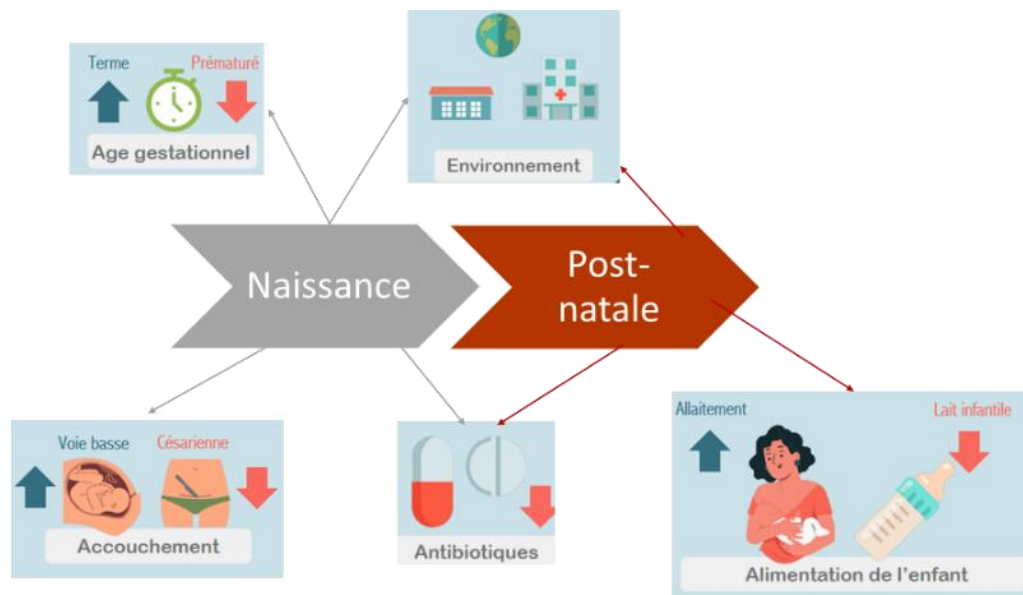 Terme Prématuré
Age gestationnel
Environnement
Naissance
Post-
natale
Voie basse Césarienne
Accouchement
Antibiotiques
Allaitement Lait infantile
Alimentation de l'enfant